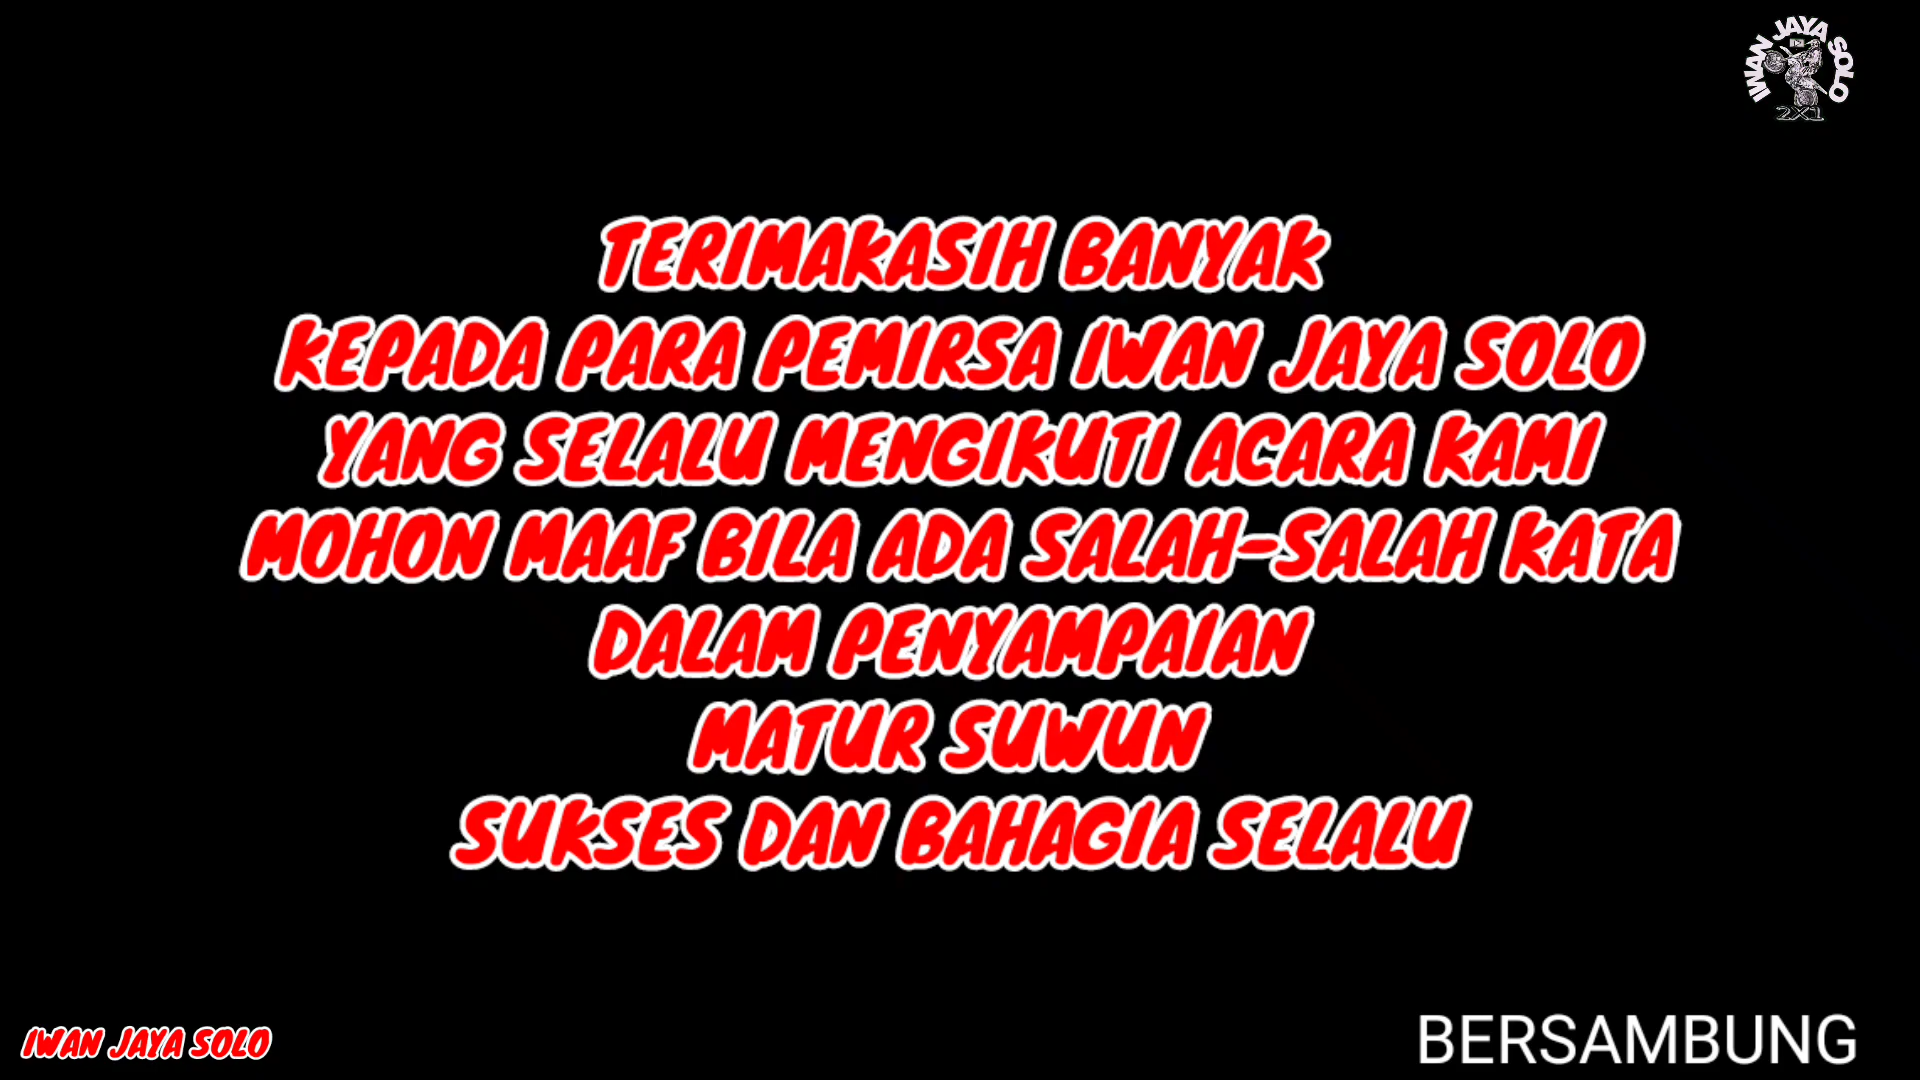 IWAN JAYA SOLO
2X1
TERIMAKASIH BANYAK
KEPADA PARA PEMIRSA IWAN JAYA SOLO
YANG SELALU MENGIKUTI ACARA KAMI
MOHON MAAF BILA ADA SALAH-SALAH KATA
DALAM PENYAMPAIAN
MATUR SUWUN
SUKSES DAN BAHAGIA SELALU
IWAN JAYA SOLO
BERSAMBUNG